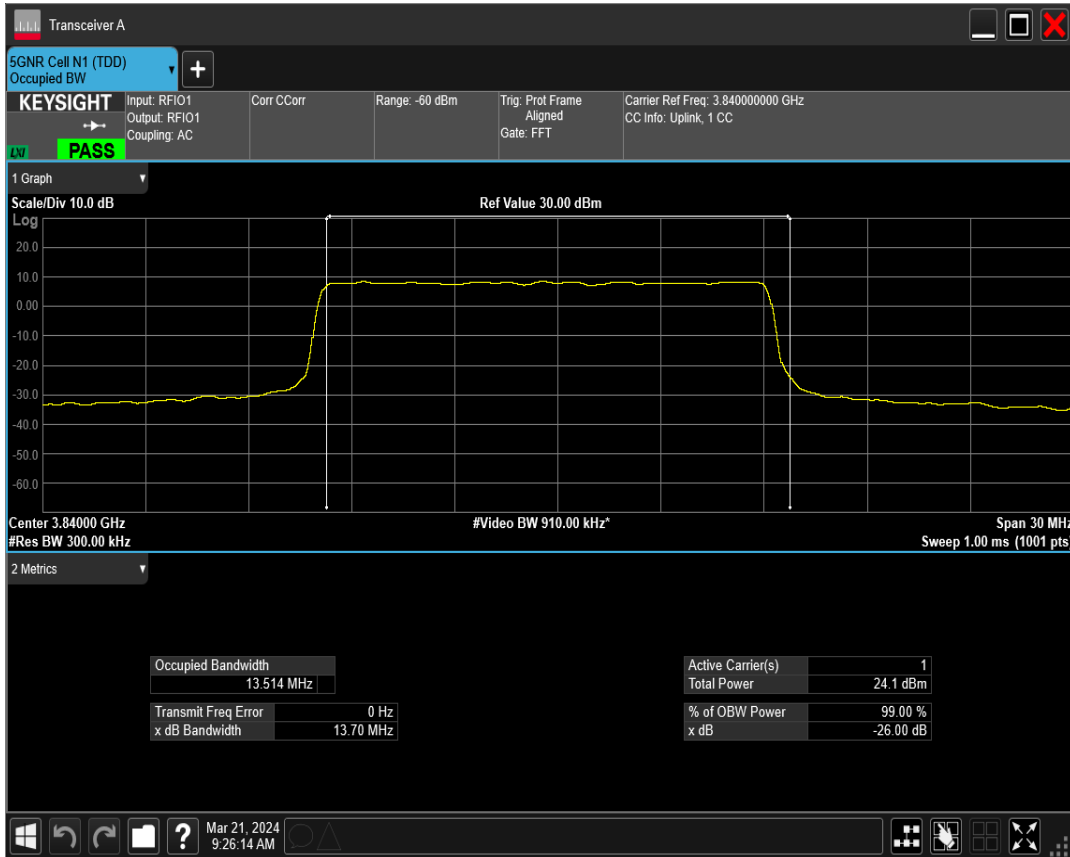 Transceiver A
5GNR Cell N1 (TDD)
Occupied BW
+
KEYSIGHT
LXI
PASS
Input: RFIO1
Output: RFIO1
Coupling: AC
Corr CCorr
Range: -60 dBm
Trig: Prot Frame
Aligned
Gate: FFT
Carrier Ref Freq: 3.840000000 GHz
CC Info: Uplink, 1 CC
1 Graph
Scale/Div 10.0 dB
Ref Value 30.00 dBm
Log
20.0
10.0
0.00
-10.0
-20.0
-30.0
-40.0
-50.0
-60.0
Center 3.84000 GHz
#Video BW 910.00 kHz*
Span 30 MHz
#Res BW 300.00 kHz
Sweep 1.00 ms (1001 pts)
2 Metrics
Occupied Bandwidth
13.514 MHz
Transmit Freq Error 0 Hz
x dB Bandwidth 13.70 MHz
Active Carrier(s) 1
Total Power 24.1 dBm
% of OBW Power 99.00 %
x dB -26.00 dB
?
Mar 21, 2024
9:26:14 AM